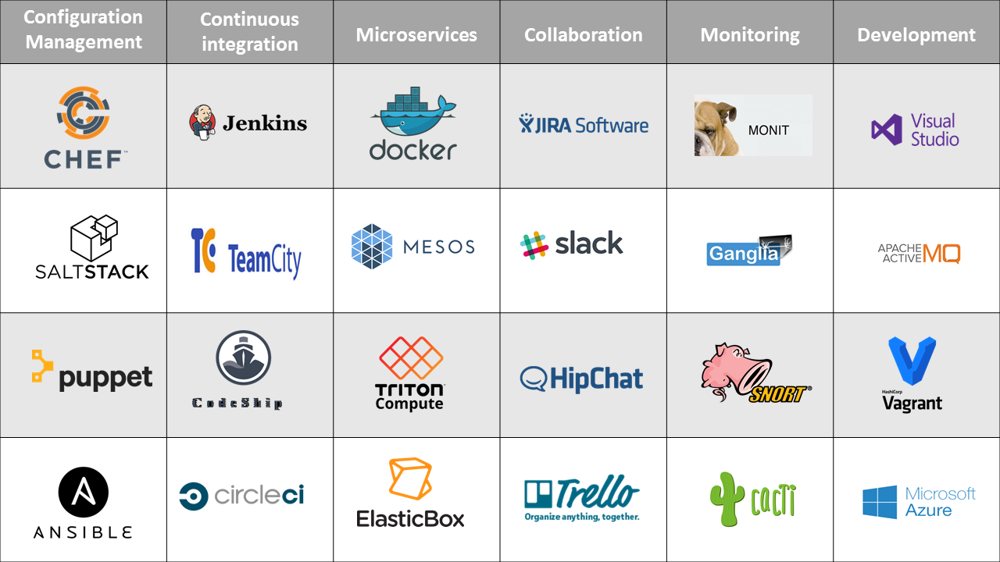 Configuration
Management
Continuous
integration
Microservices
Collaboration
Monitoring
Development
CHEF™
Jenkins
docker
JIRA Software
MONIT
Visual
Studio
SALTSTACK
TeamCity
MESOS
slack
Ganglia
APACHE
ACTIVEMQ
puppet
CodeShip
TRITON
Compute
HipChat
SNORT®
HashiCorp
Vagrant
ANSIBLE
circleci
ElasticBox
Trello
Organize anything, together.
cacti
Microsoft
Azure